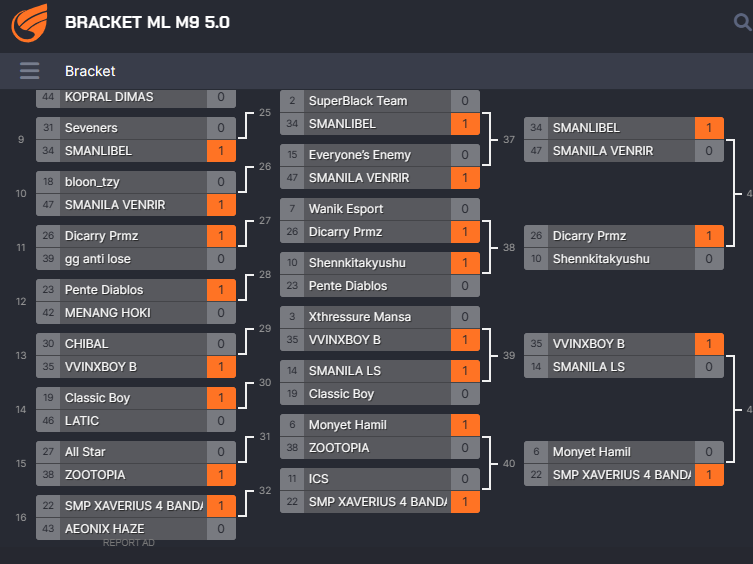 BRACKET ML M9 5.0
Bracket
44 KOPRAL DIMAS 0
9
31 Seveners 0
34 SMANLIBEL 1
10
18 bloon_tzy 0
47 SMANILA VENRIR 1
11
26 Dicarry Prmz 1
39 gg anti lose 0
12
23 Pente Diablos 1
42 MENANG HOKI 0
13
30 CHIBAL 0
35 VVINXBOY B 1
14
19 Classic Boy 1
46 LATIC 0
15
27 All Star 0
38 ZOOTOPIA 1
16
22 SMP XAVERIUS 4 BANDA 1
43 AEONIX HAZE 0
REPORT AD
25
2 SuperBlack Team 0
34 SMANLIBEL 1
26
15 Everyone's Enemy 0
47 SMANILA VENRIR 1
27
7 Wanik Esport 0
26 Dicarry Prmz 1
28
10 Shennkitakyushu 1
23 Pente Diablos 0
29
3 Xthressure Mansa 0
35 VVINXBOY B 1
30
14 SMANILA LS 1
19 Classic Boy 0
31
6 Monyet Hamil 1
38 ZOOTOPIA 0
32
11 ICS 0
22 SMP XAVERIUS 4 BANDA 1
37
34 SMANLIBEL 1
47 SMANILA VENRIR 0
38
26 Dicarry Prmz 1
10 Shennkitakyushu 0
39
35 VVINXBOY B 1
14 SMANILA LS 0
40
6 Monyet Hamil 0
22 SMP XAVERIUS 4 BANDA 1
4
4